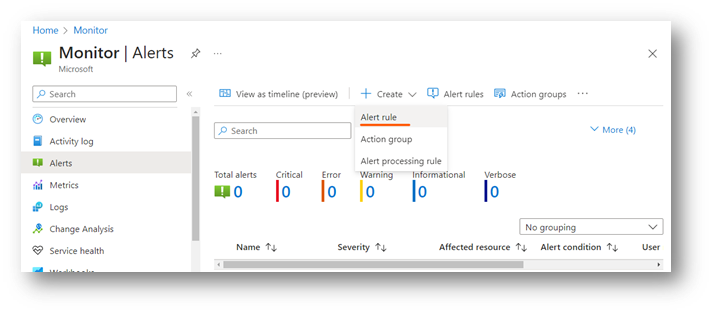 Home > Monitor
Monitor | Alerts
Microsoft
Search
Overview
Activity log
Alerts
Metrics
Logs
Change Analysis
Service health
Workbooks
View as timeline (preview) Create Alert rules Action groups
Alert rule
Action group
Alert processing rule
Search
More (4)
Total alerts Critical Error Warning Informational Verbose
0 0 0 0 0 0
No grouping
Name Severity Affected resource Alert condition User